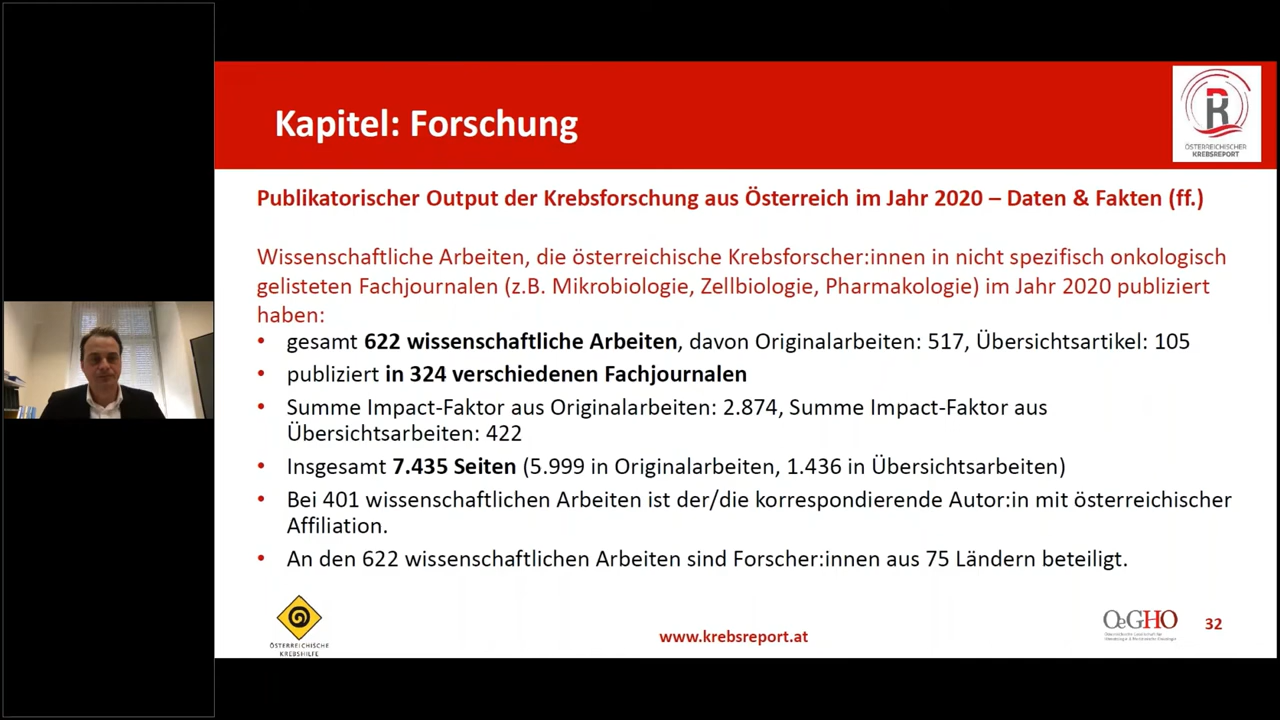 Kapitel: Forschung
ÖSTERREICHISCHER
KREBSREPORT
Publikatorischer Output der Krebsforschung aus Österreich im Jahr 2020 – Daten & Fakten (ff.)
Wissenschaftliche Arbeiten, die österreichische Krebsforscher:innen in nicht spezifisch onkologisch
gelisteten Fachjournalen (z.B. Mikrobiologie, Zellbiologie, Pharmakologie) im Jahr 2020 publiziert
haben:
• gesamt 622 wissenschaftliche Arbeiten, davon Originalarbeiten: 517, Übersichtsartikel: 105
• publiziert in 324 verschiedenen Fachjournalen
• Summe Impact-Faktor aus Originalarbeiten: 2.874, Summe Impact-Faktor aus
Übersichtsarbeiten: 422
• Insgesamt 7.435 Seiten (5.999 in Originalarbeiten, 1.436 in Übersichtsarbeiten)
• Bei 401 wissenschaftlichen Arbeiten ist der/die korrespondierende Autor:in mit österreichischer
Affiliation.
• An den 622 wissenschaftlichen Arbeiten sind Forscher:innen aus 75 Ländern beteiligt.
ÖSTERREICHISCHE
KREBSHILFE
www.krebsreport.at
OeGHO
32